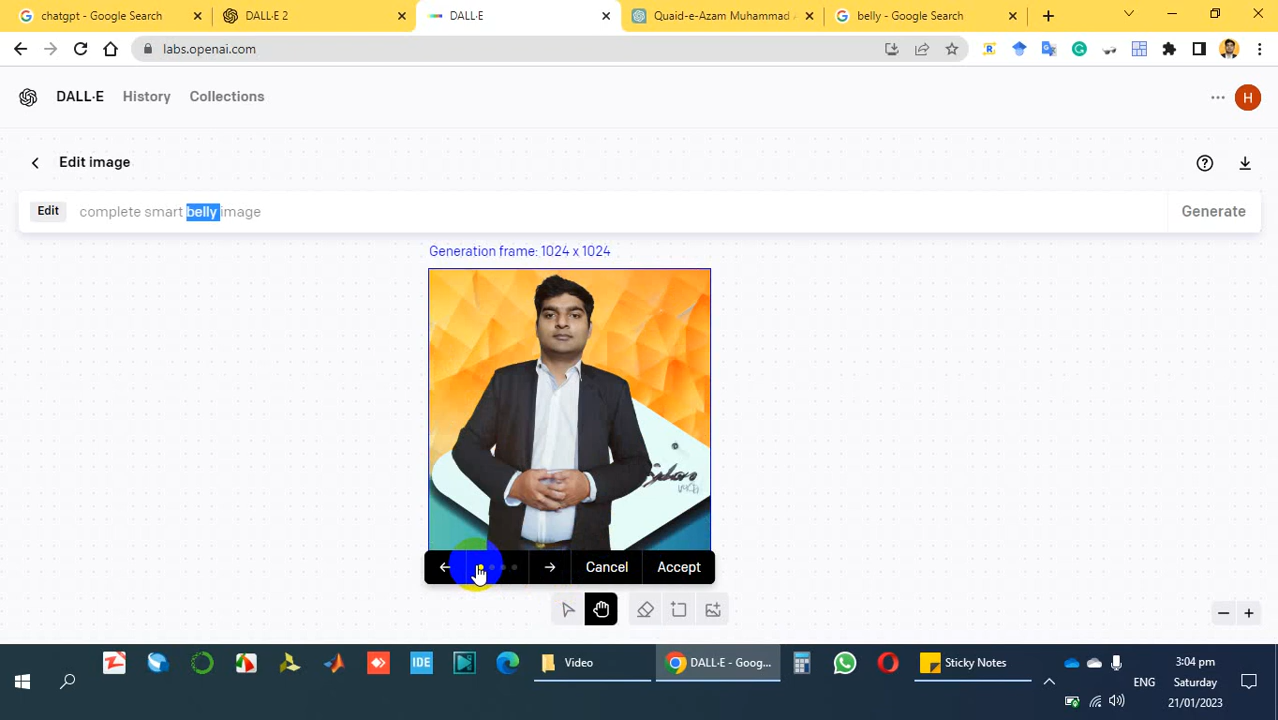 chatgpt - Google Search
DALL·E 2
DALL·E
Quaid-e-Azam Muhammad
belly - Google Search
labs.openai.com
DALL·E History Collections
H
Edit image
Edit complete smart belly image
Generate
Generation frame: 1024 x 1024
Cancel Accept
IDE
Video
DALL·E - Goog...
Sticky Notes
ENG
3:04 pm
Saturday
21/01/2023